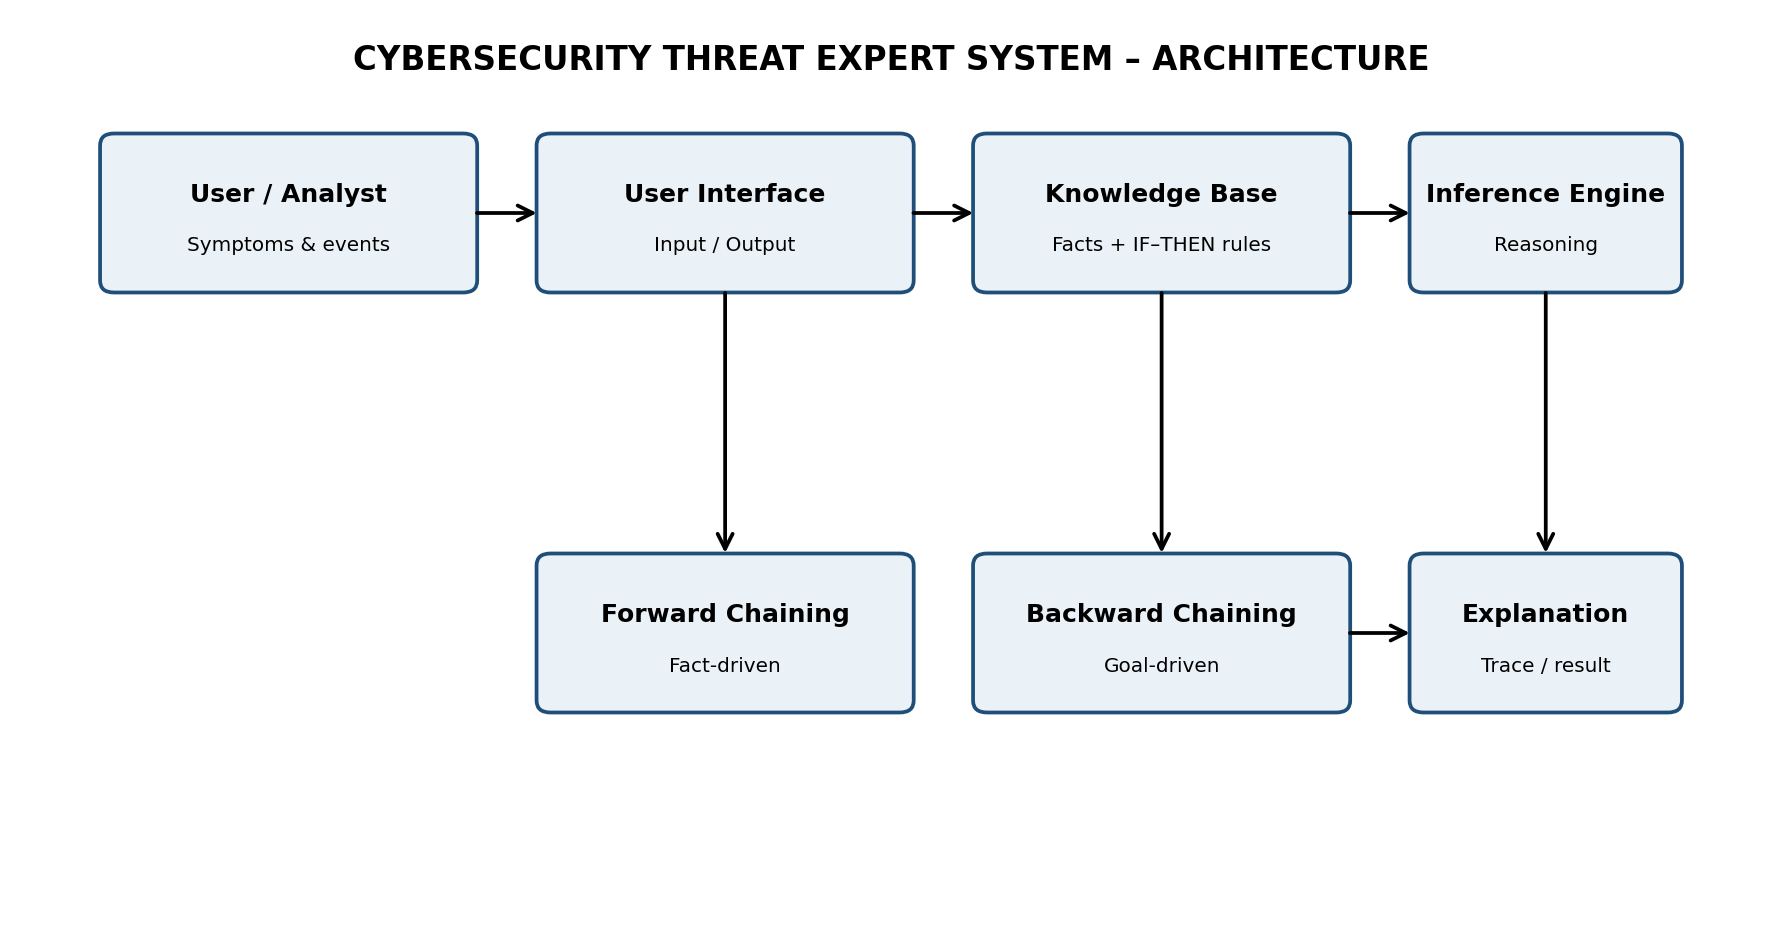 CYBERSECURITY THREAT EXPERT SYSTEM – ARCHITECTURE
User / Analyst
Symptoms & events
User Interface
Input / Output
Knowledge Base
Facts + IF–THEN rules
Inference Engine
Reasoning
Forward Chaining
Fact-driven
Backward Chaining
Goal-driven
Explanation
Trace / result